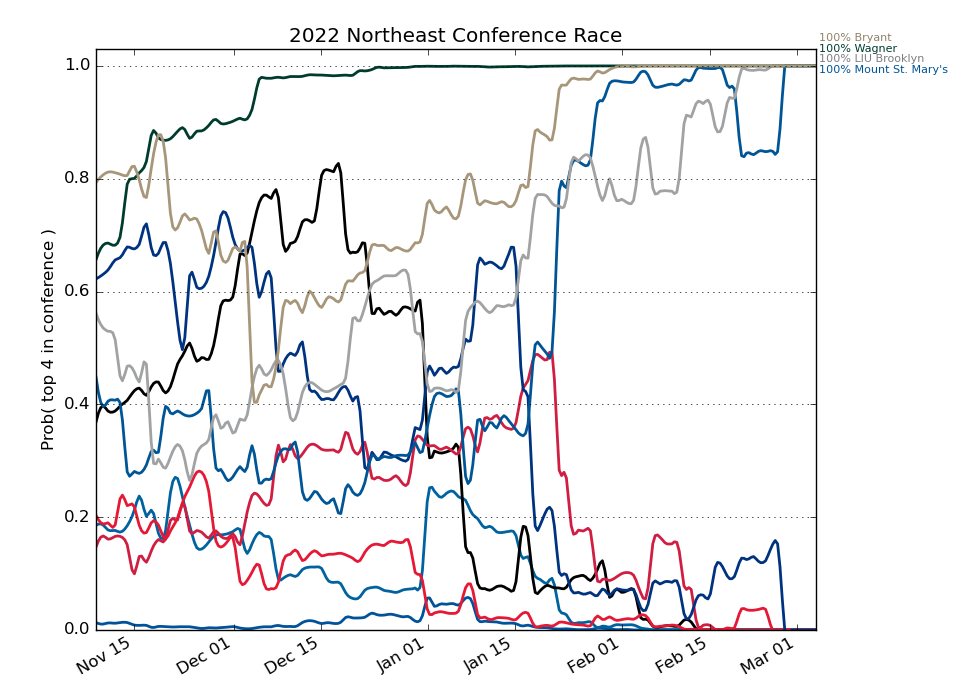 2022 Northeast Conference Race
100% Bryant
100% Wagner
100% LIU Brooklyn
100% Mount St. Mary's
Prob( top 4 in conference )
1.0
0.8
0.6
0.4
0.2
0.0
Nov 15
Dec 01
Dec 15
Jan 01
Jan 15
Feb 01
Feb 15
Mar 01